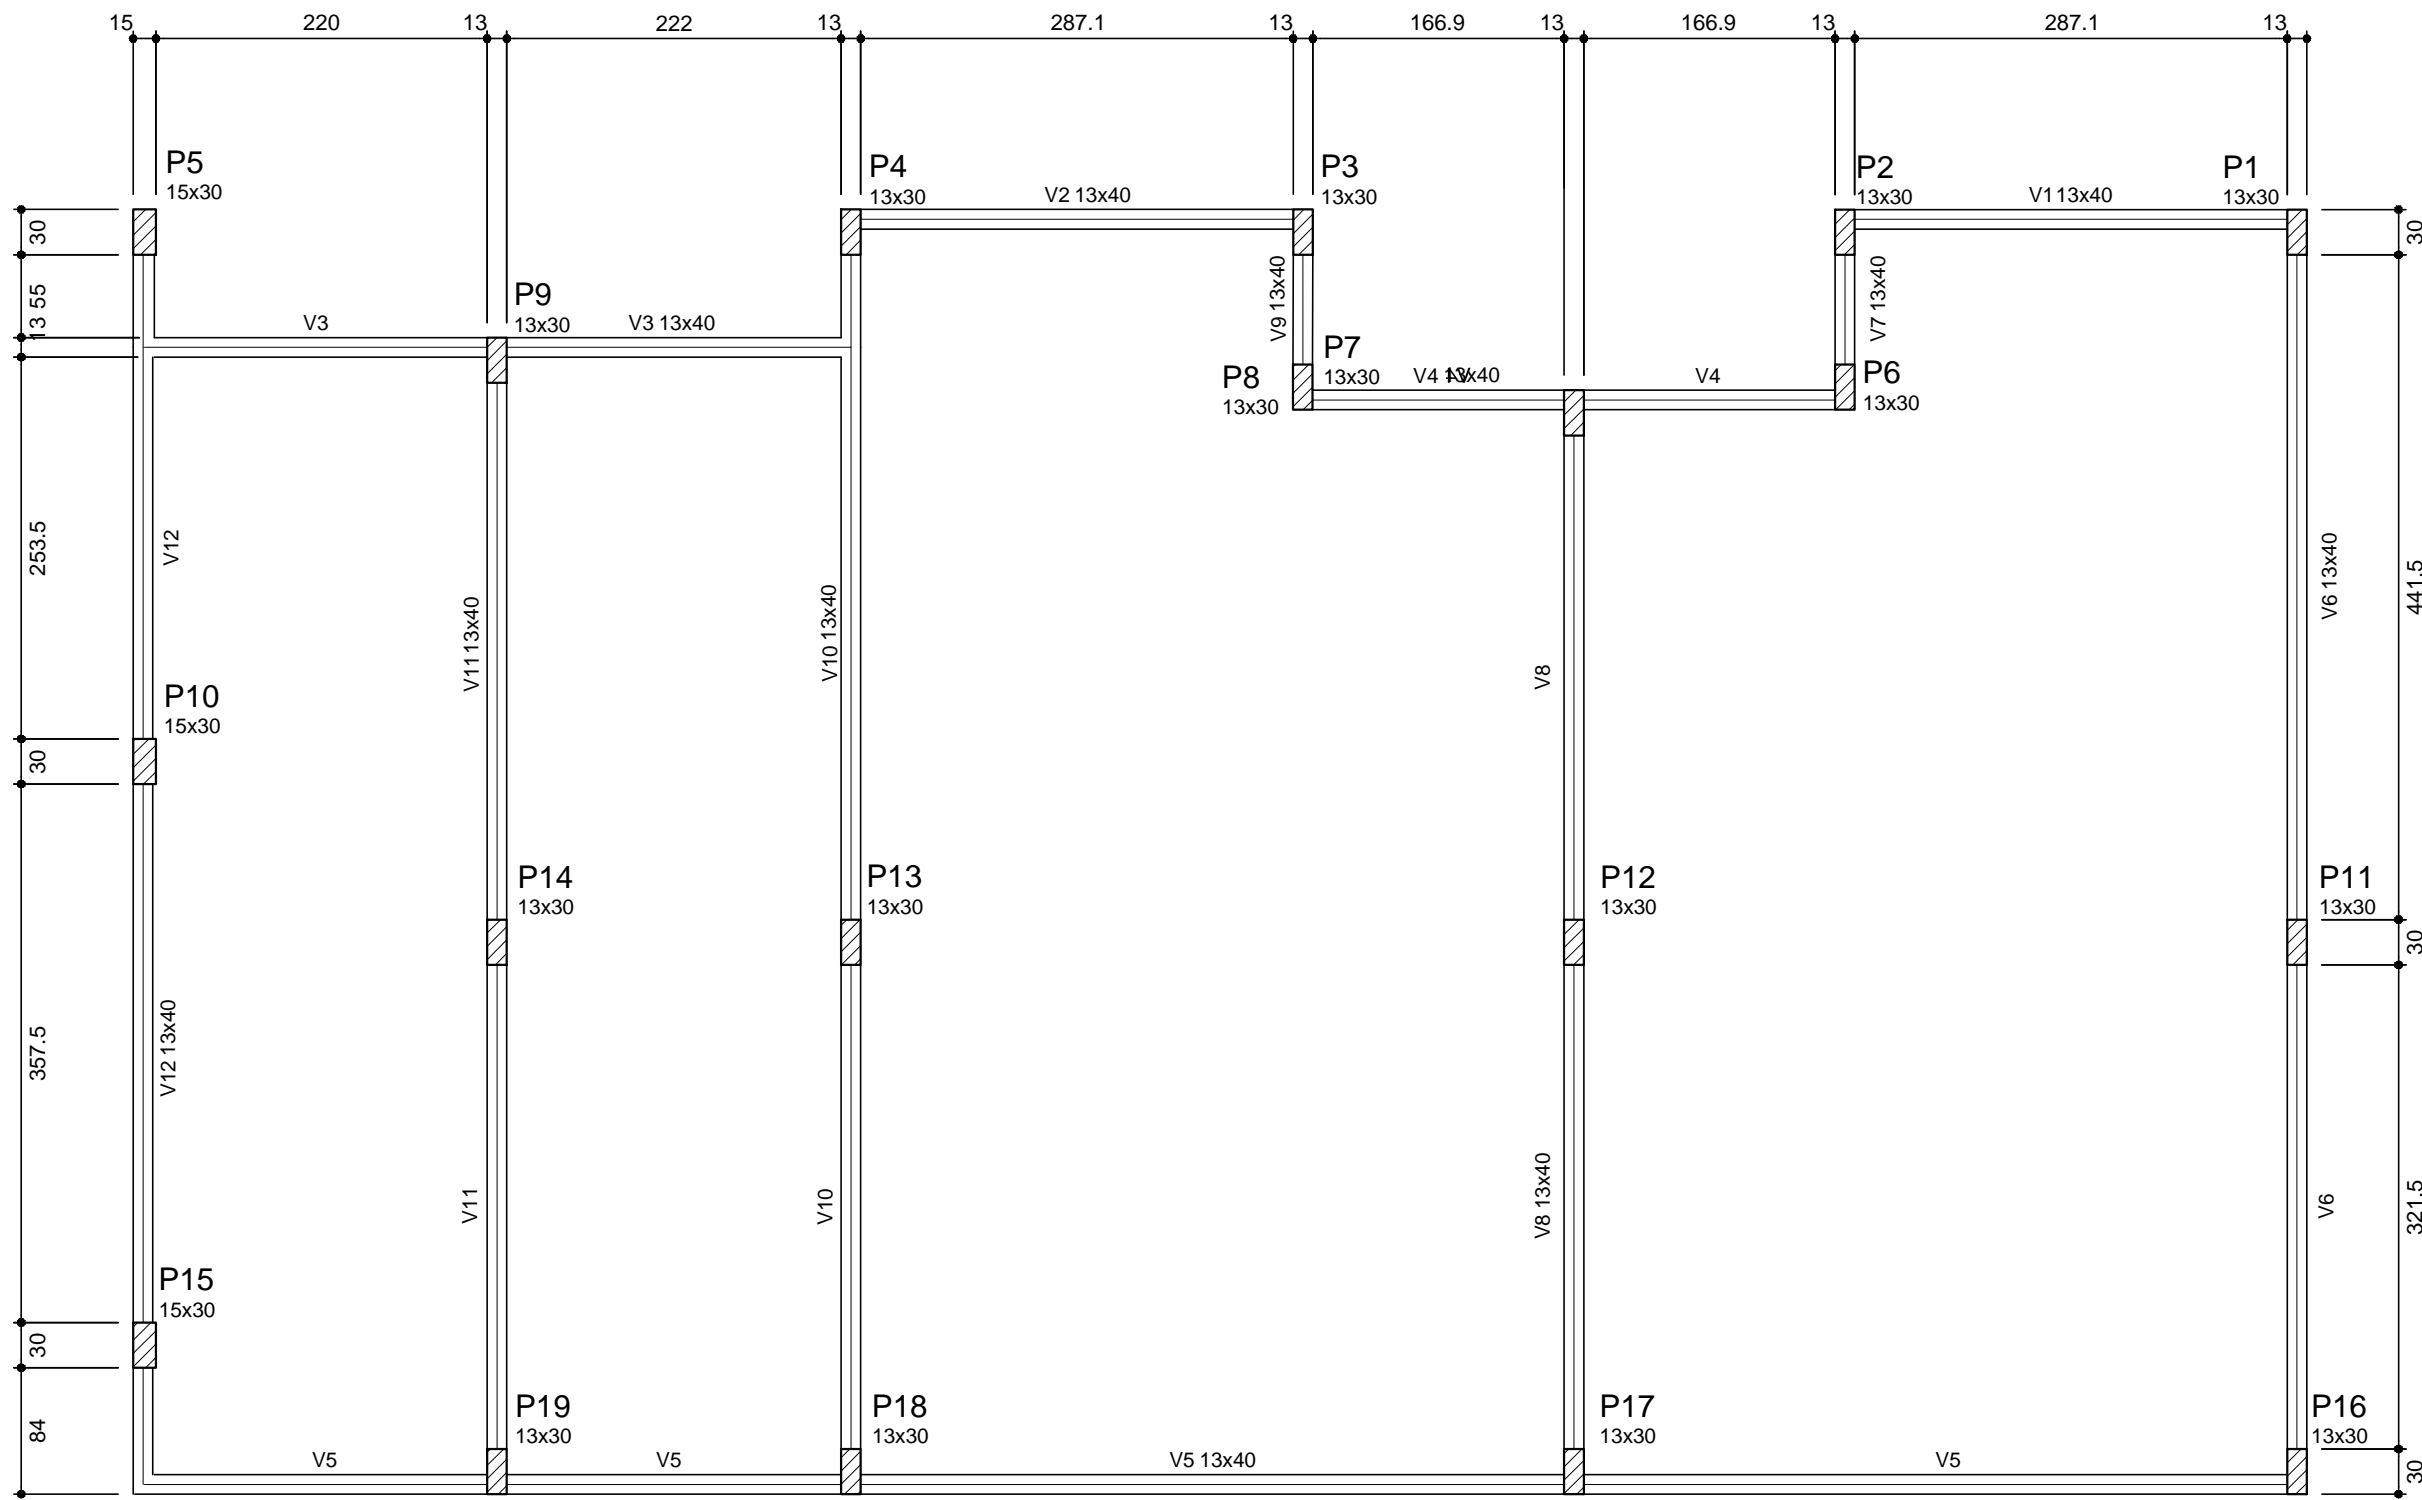 15 220 13 222 13 287.1 13 166.9 13 166.9 13 287.1 13
P5
15x30
P4
13x30
V2 13x40
P3
13x30
P2
13x30
V1 13x40
P1
13x30
30
30
13 55
V3
P9
13x30
V3 13x40
V9 13x40
V7 13x40
P8
13x30
P7
13x30
V4 13x40
V4
P6
13x30
253.5
V12
V11 13x40
V10 13x40
V8
V6 13x40
441.5
P10
15x30
30
P14
13x30
P13
13x30
P12
13x30
P11
13x30
30
357.5
V12 13x40
V11
V10
V8 13x40
V6
321.5
P15
15x30
30
84
P19
13x30
P18
13x30
P17
13x30
P16
13x30
V5
V5
V5 13x40
V5
30